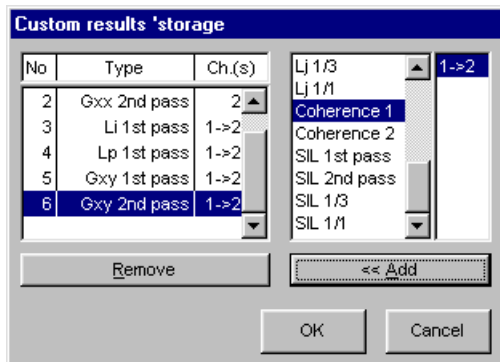 Custom results 'storage
No Type Ch.(s)
2 Gxx 2nd pass 2
3 Li 1st pass 1->2
4 Lp 1st pass 1->2
5 Gxy 1st pass 1->2
6 Gxy 2nd pass 1->2
Remove
Lj 1/3
Lj 1/1
Coherence 1
Coherence 2
SIL 1st pass
SIL 2nd pass
SIL 1/3
SIL 1/1
1->2
<< Add
OK Cancel